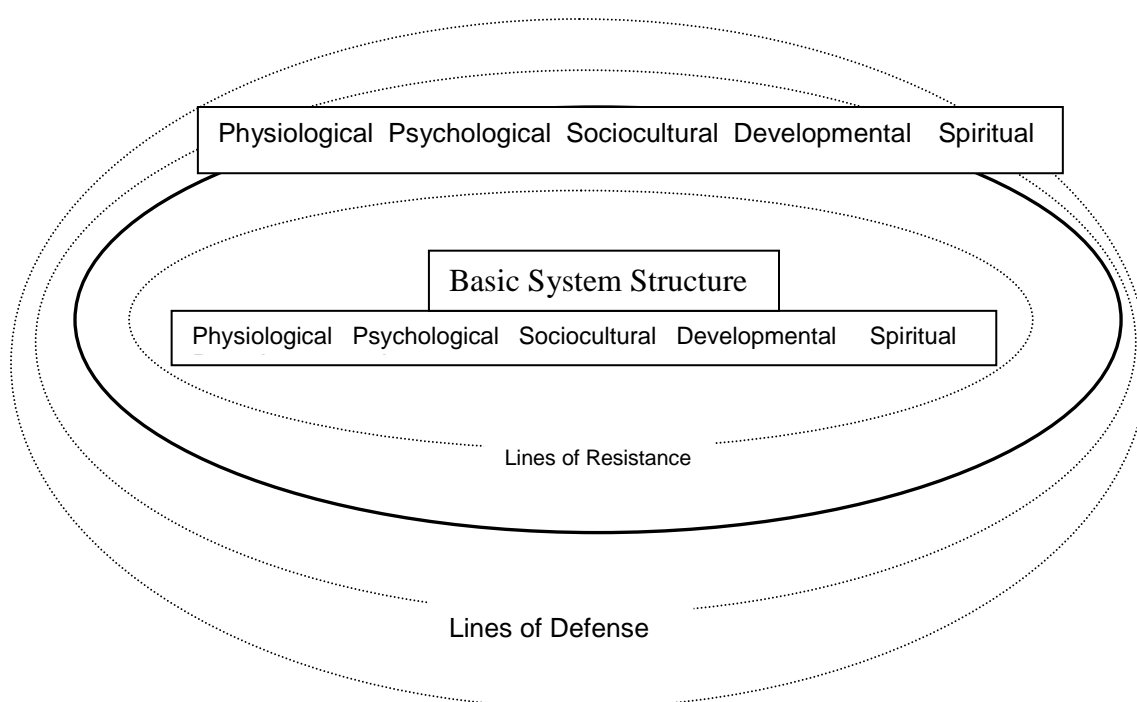 Physiological Psychological Sociocultural Developmental Spiritual
Basic System Structure
Physiological Psychological Sociocultural Developmental Spiritual
Lines of Resistance
Lines of Defense